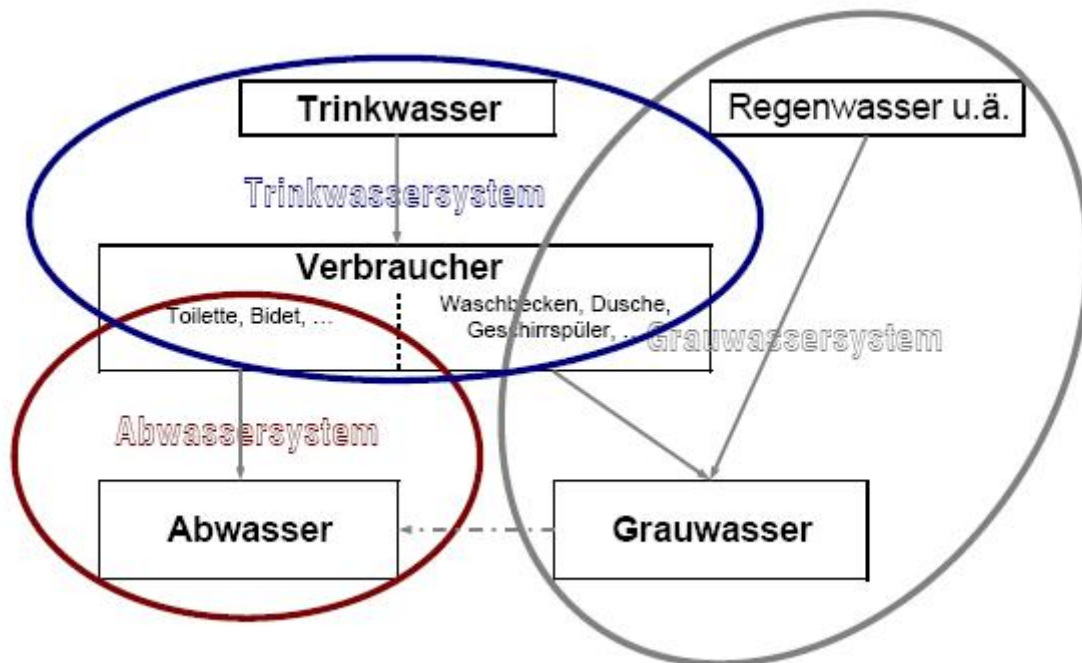 Trinkwasser
Regenwasser u.ä.
Trinkwassersystem
Verbraucher
Toilette, Bidet, ...
Waschbecken, Dusche,
Geschirrspüler, ...
Grauwassersystem
Abwassersystem
Abwasser
Grauwasser